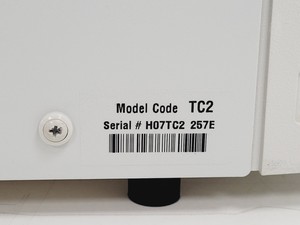 Model Code TC2
Serial # H07TC2 257E